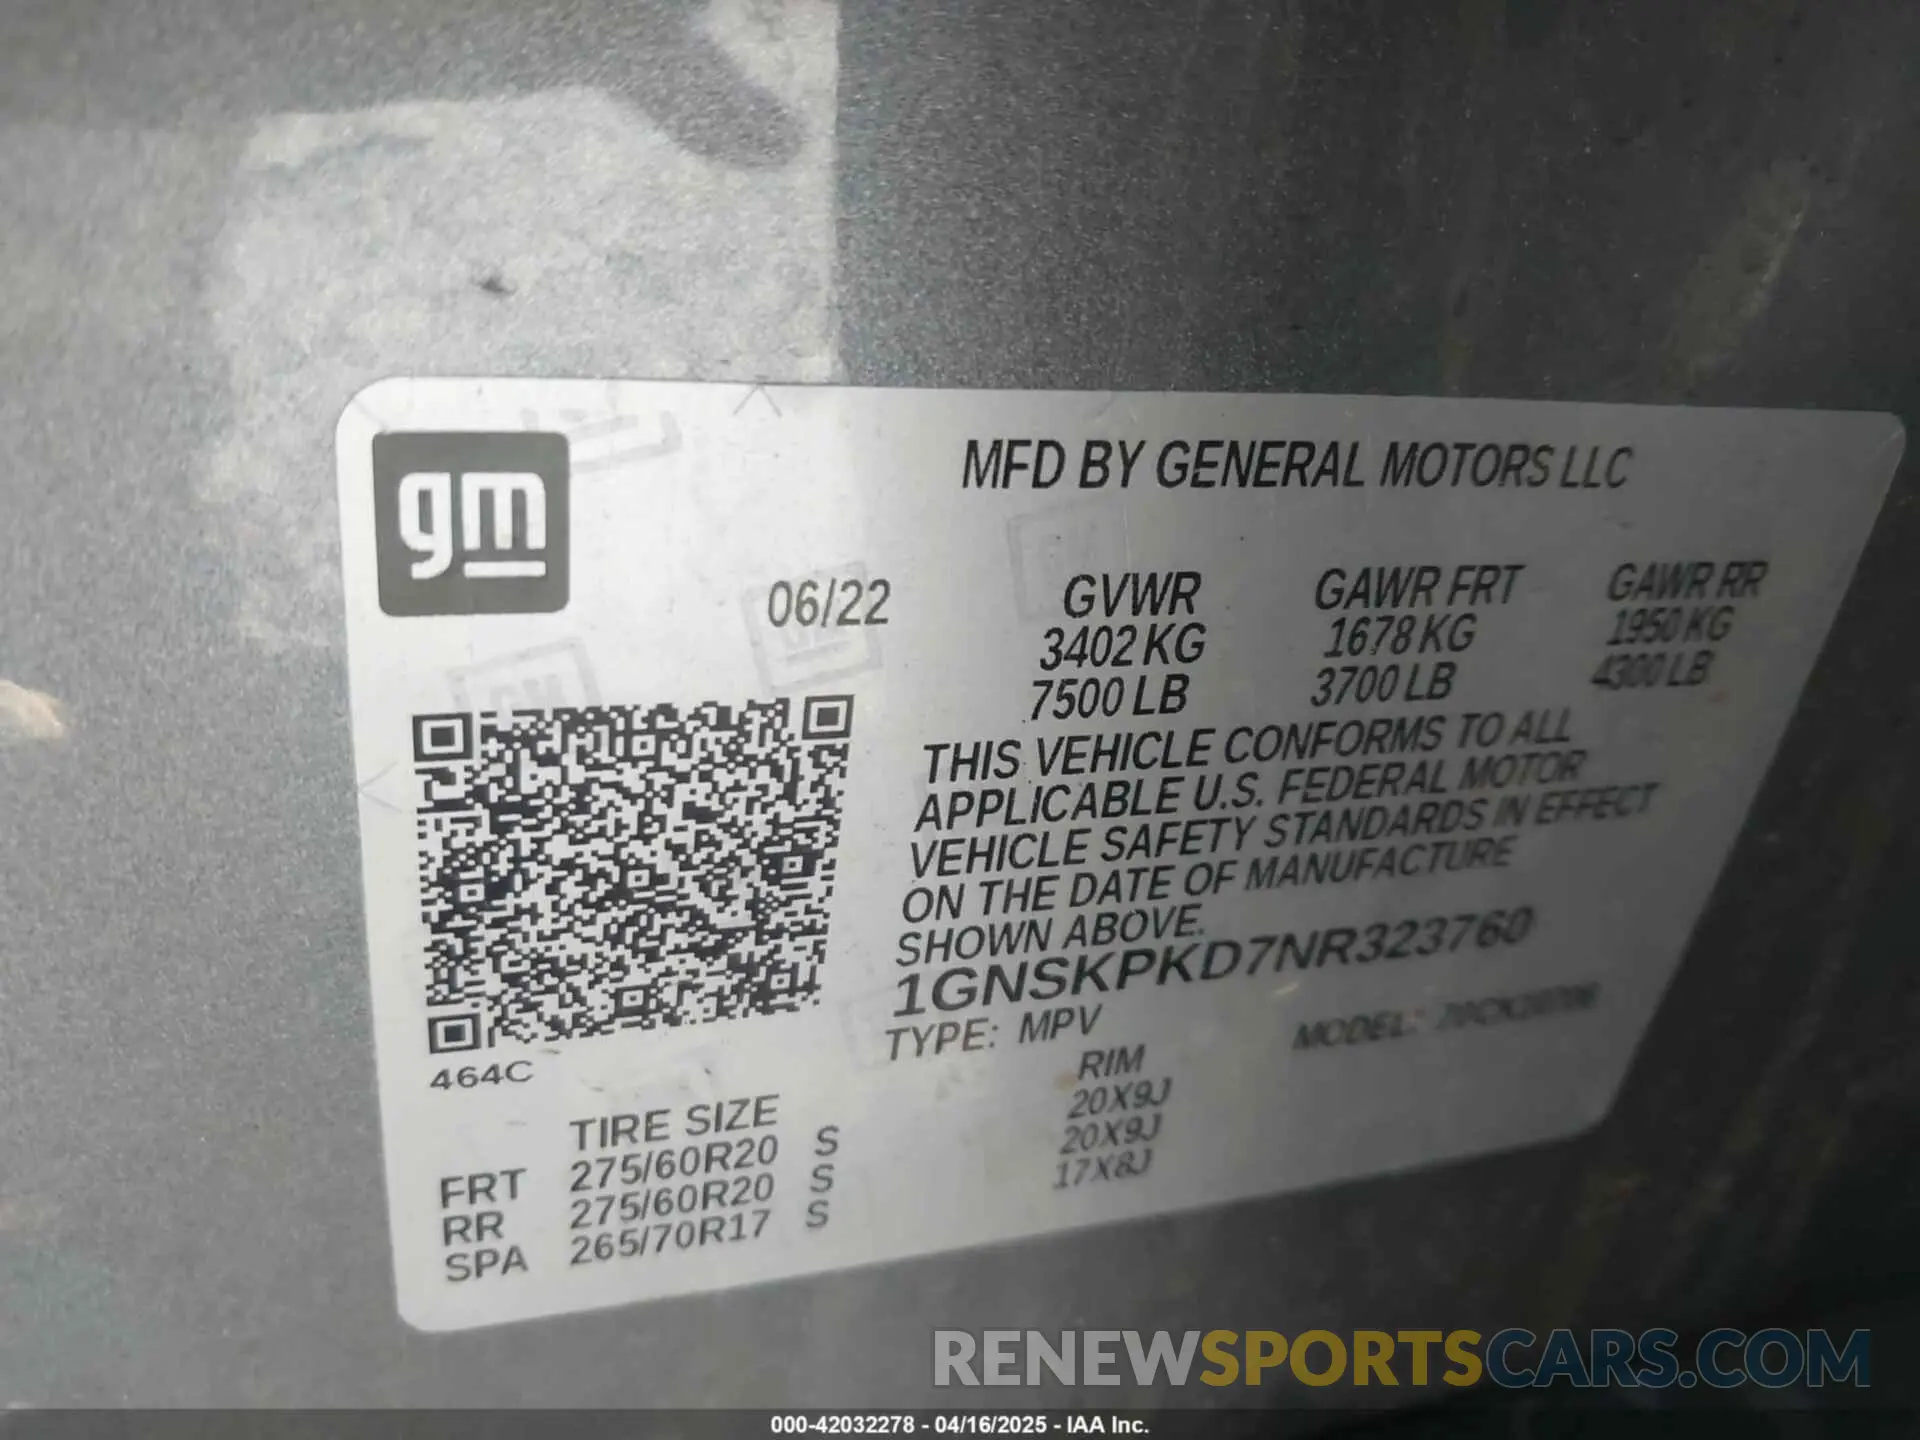 gm
MFD BY GENERAL MOTORS LLC
06/22 GVWR GAWR FRT GAWR RR
3402 KG 1678 KG 1950 KG
7500 LB 3700 LB 4300 LB
THIS VEHICLE CONFORMS TO ALL
APPLICABLE U.S. FEDERAL MOTOR
VEHICLE SAFETY STANDARDS IN EFFECT
ON THE DATE OF MANUFACTURE
SHOWN ABOVE.
1GNSKPKD7NR323760
TYPE: MPV MODEL:
464C
TIRE SIZE RIM
FRT 275/60R20 S 20X9J
RR 275/60R20 S 20X9J
SPA 265/70R17 S 17X8J
RENEWSPORTSCARS.COM
000-42032278 - 04/16/2025 - IAA Inc.